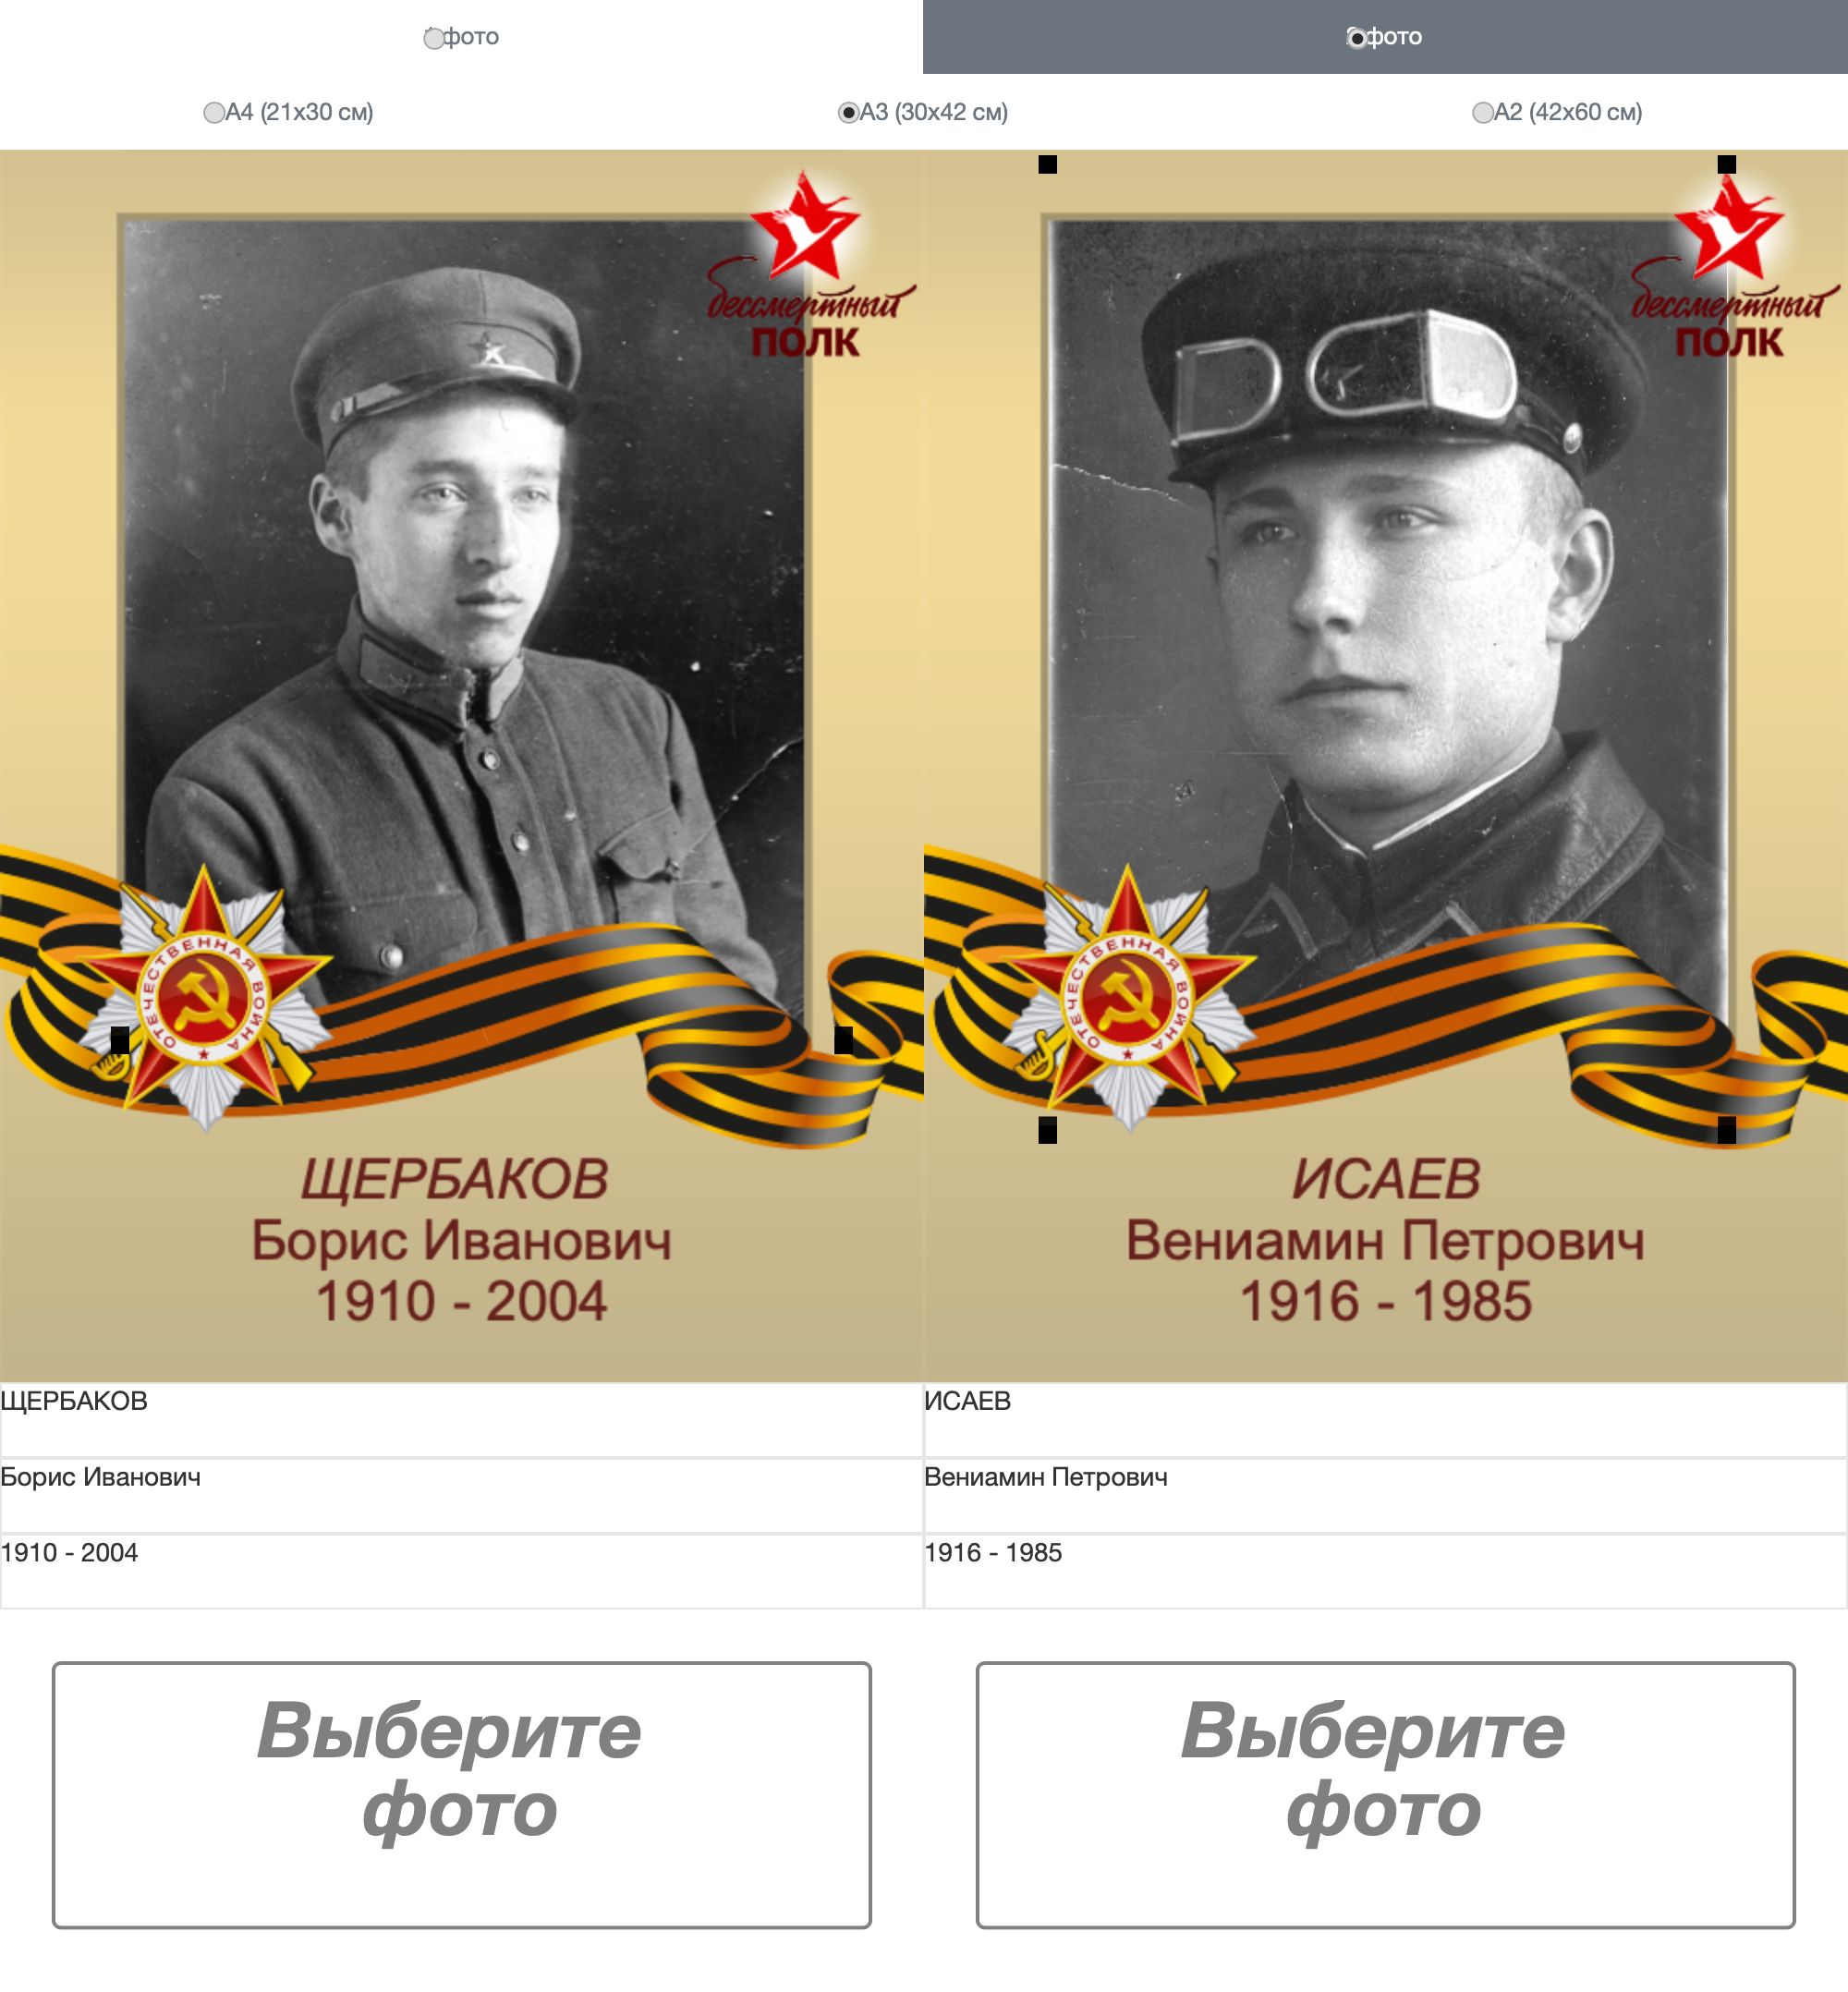 фото
фото
A4 (21x30 см)
A3 (30x42 см)
A2 (42x60 см)
бессмертный
ПОЛК
бессмертный
ПОЛК
ОТЕЧЕСТВЕННАЯ ВОЙНА
ОТЕЧЕСТВЕННАЯ ВОЙНА
ЩЕРБАКОВ
Борис Иванович
1910 - 2004
ИСАЕВ
Вениамин Петрович
1916 - 1985
ЩЕРБАКОВ
ИСАЕВ
Борис Иванович
Вениамин Петрович
1910 - 2004
1916 - 1985
Выберите
фото
Выберите
фото